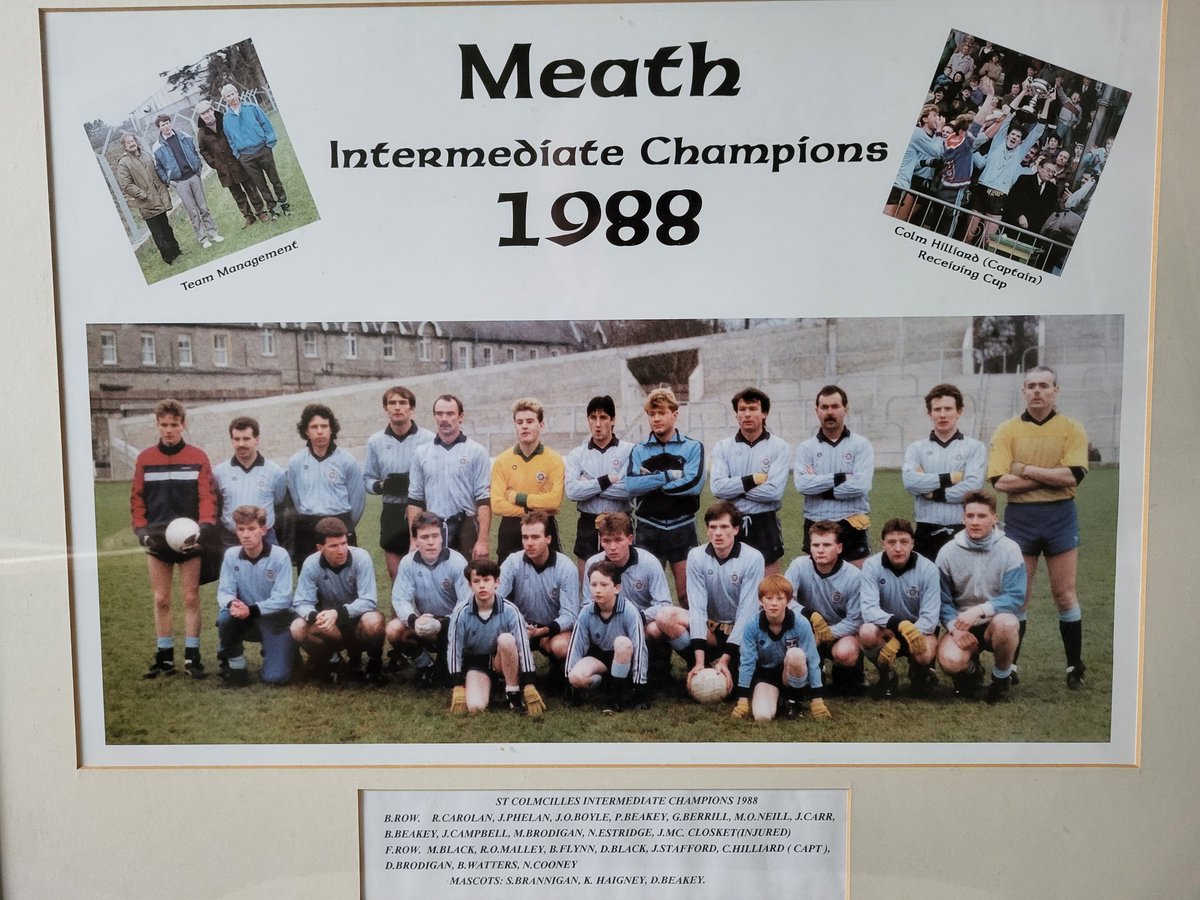 Meath
Intermediate Champions
1988
Team Management
Colm Hilliard (Captain)
Receiving Cup
ST COLMCILLES INTERMEDIATE CHAMPIONS 1988
B.ROW. R.CAROLAN, J.PHELAN, J.O.BOYLE, P.BEAKEY, G.BERRILL, M.O.NEILL, J.CARR,
B.BEAKEY, J.CAMPBELL, M.BRODIGAN, N.ESTRIDGE, J.MC. CLOSKET(INJURED)
F.ROW. M.BLACK, R.O.MALLEY, B.FLYNN, D.BLACK, J.STAFFORD, C.HILLIARD ( CAPT ),
D.BRODIGAN, B.WATTERS, N.COONEY
MASCOTS: S.BRANNIGAN, K. HAIGNEY, D.BEAKEY.